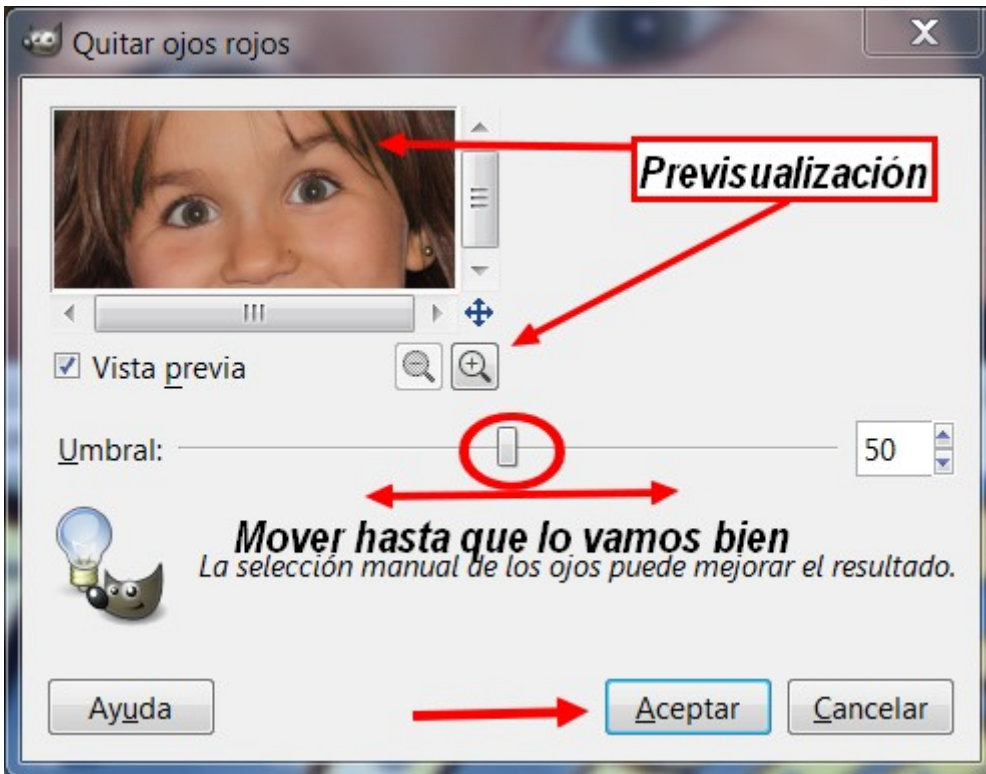 Quitar ojos rojos
X
Previsualización
Vista previa
Umbral:
50
Mover hasta que lo vamos bien
La selección manual de los ojos puede mejorar el resultado.
Ayuda
Aceptar
Cancelar